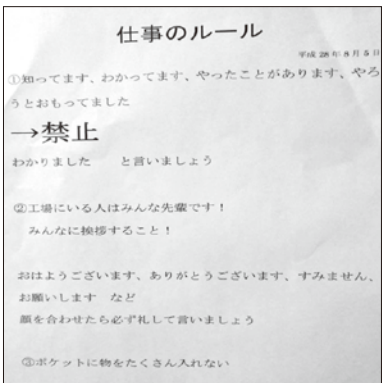 仕事のルール
平成28年8月5日
①知ってます、わかってます、やったことがあります、やろ
うとおもってました
→禁止
わかりました　　と言いましょう
②工場にいる人はみんな先輩です！
みんなに挨拶すること！
おはようございます、ありがとうございます、すみません、
お願いします　など
顔を合わせたら必ず礼して言いましょう
③ポケットに物をたくさん入れない